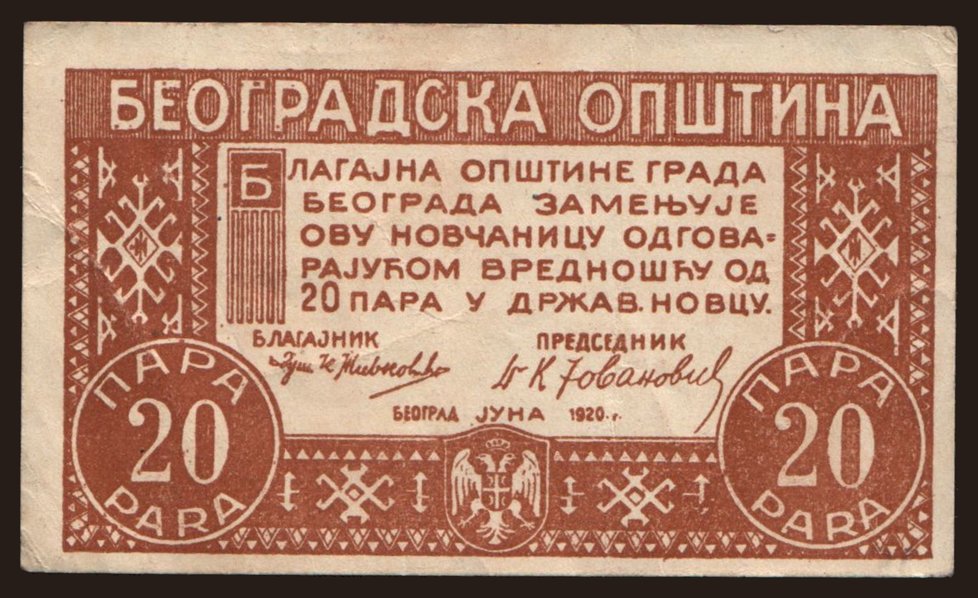 БЕОГРАДСКА ОПШТИНА
БЛАГАЈНА ОПШТИНЕ ГРАДА
БЕОГРАДА ЗАМЕЊУЈЕ
ОВУ НОВЧАНИЦУ ОДГОВА=
РАЈУЋОМ ВРЕДНОШЋУ ОД
20 ПАРА У ДРЖАВ. НОВЦУ.
БЛАГАЈНИК
ПРЕДСЕДНИК
Живковић
К Јовановић
БЕОГРАД ЈУНА 1920. г.
ПАРА
20
PARA
ПАРА
20
PARA